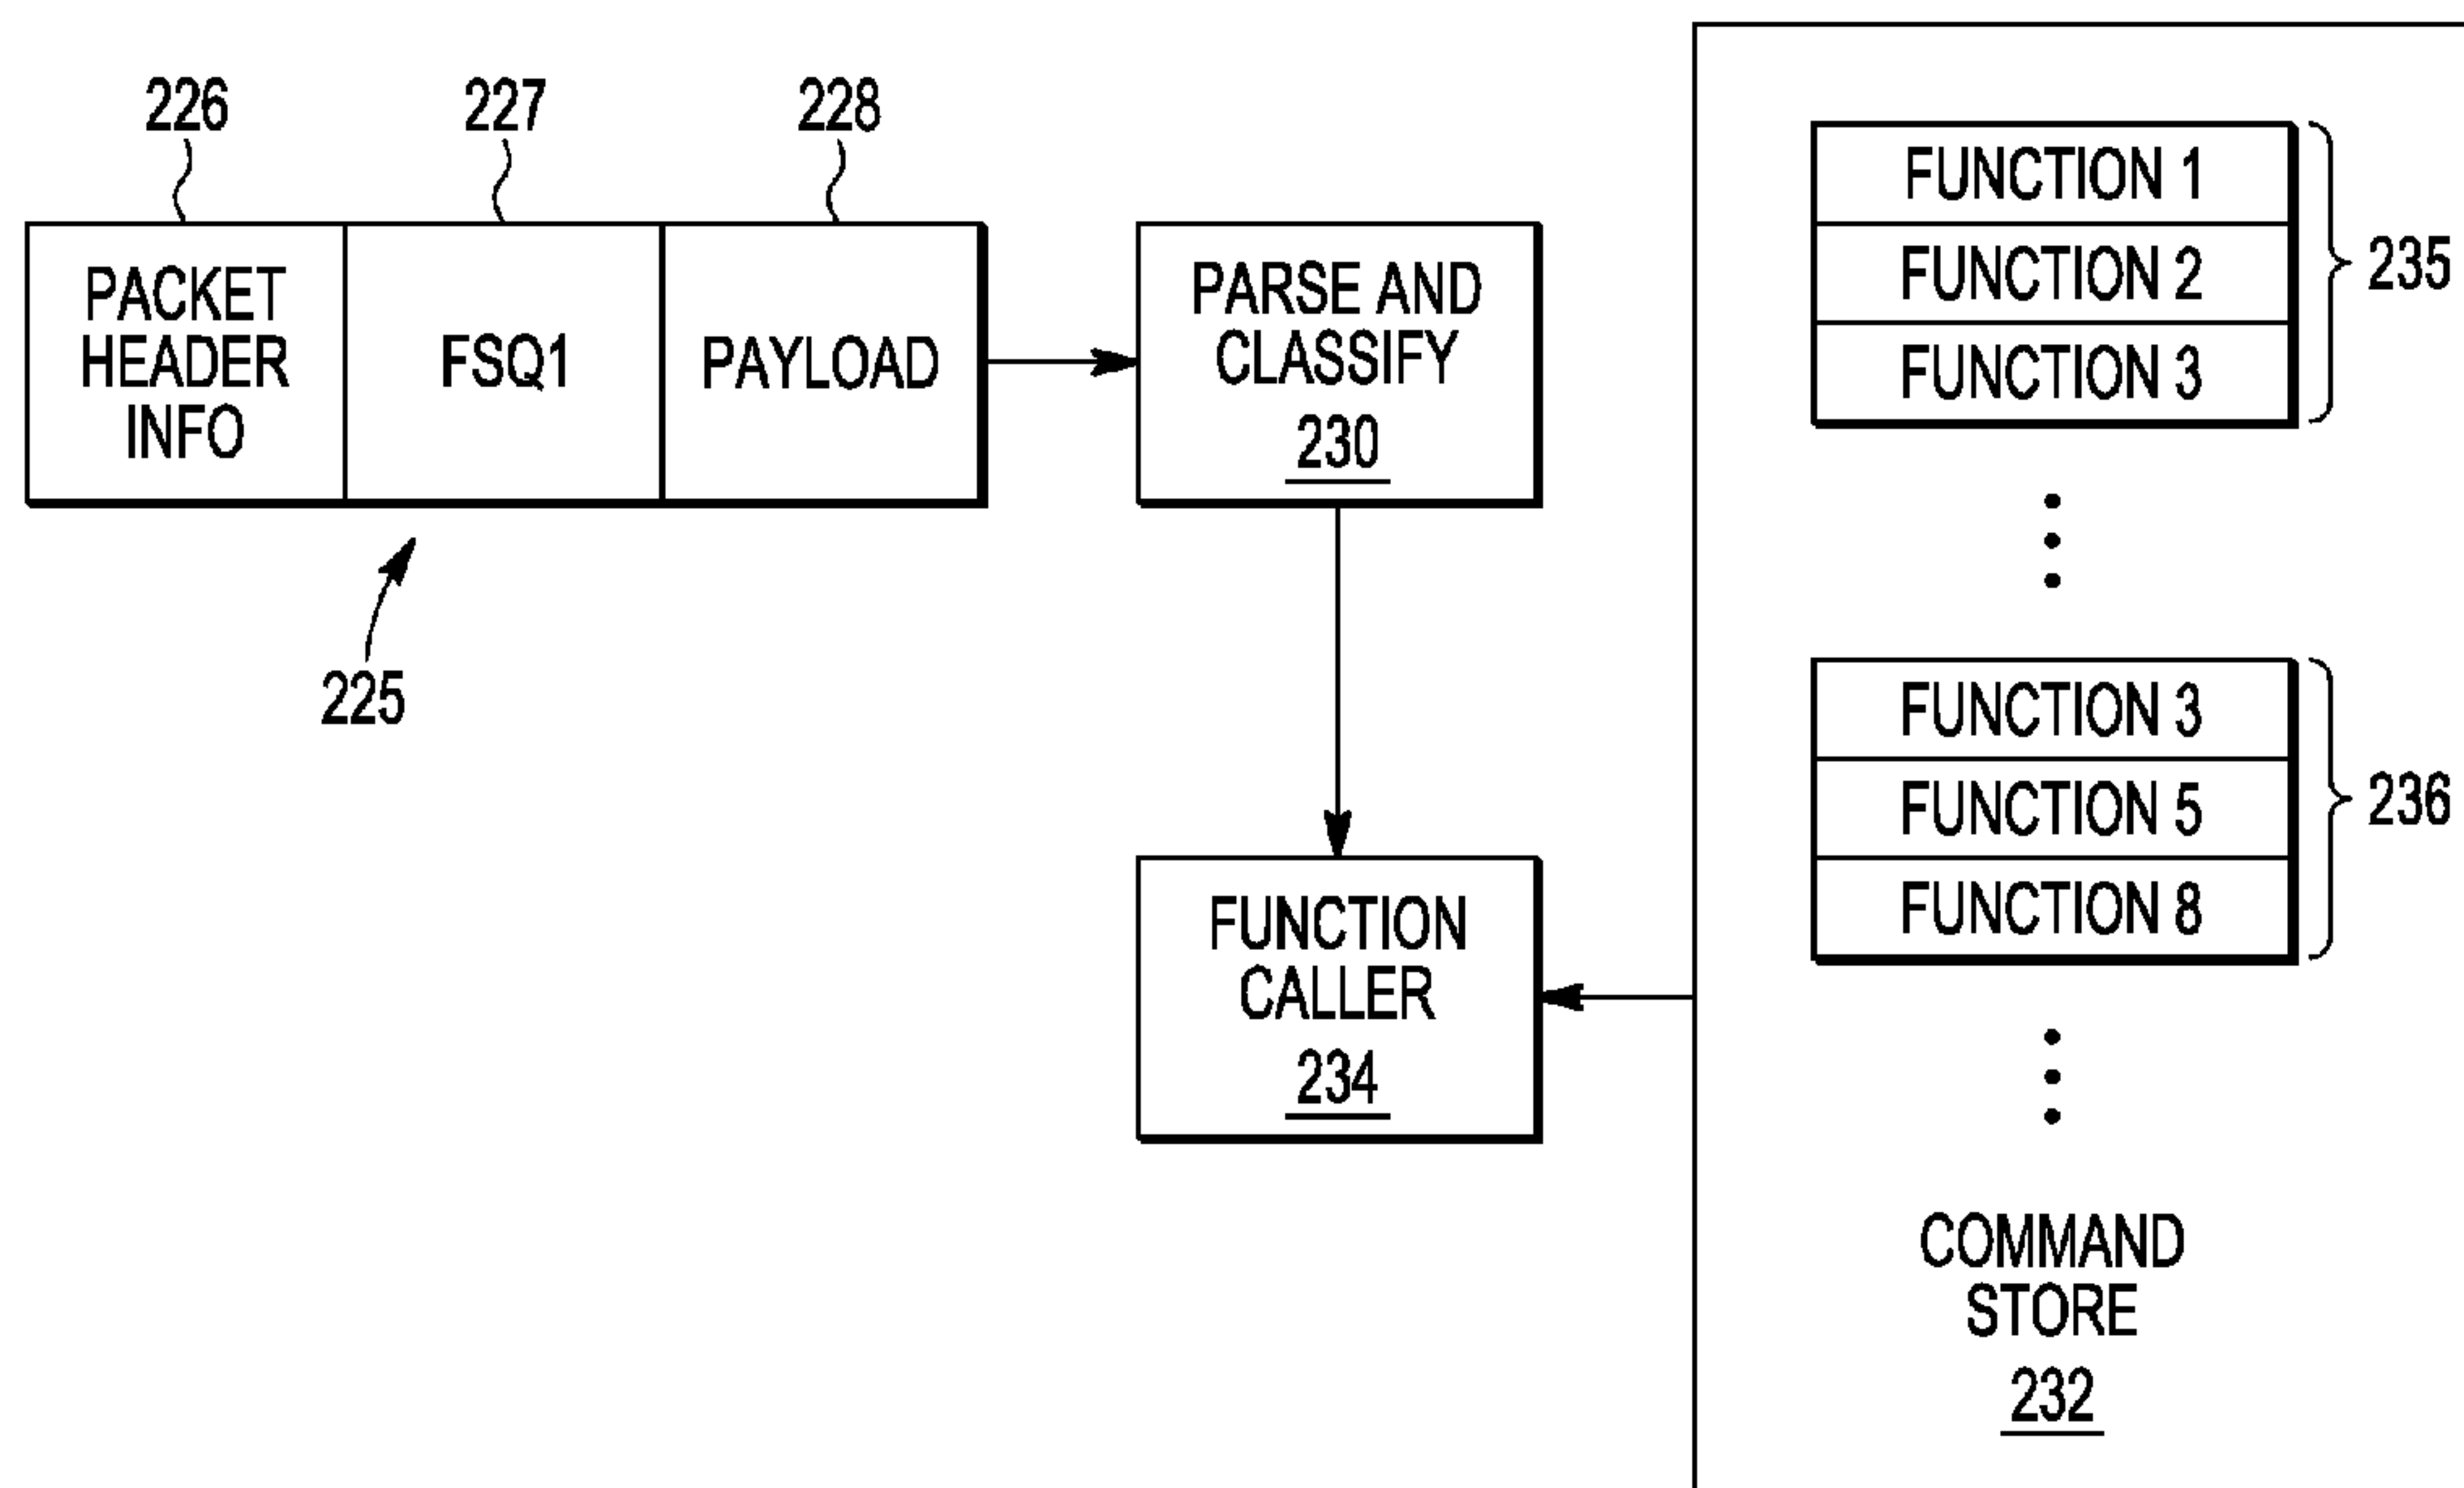 226
227
228
PACKET
HEADER
INFO
FSQ1
PAYLOAD
225
PARSE AND
CLASSIFY
230
FUNCTION
CALLER
234
FUNCTION 1
FUNCTION 2
FUNCTION 3
235
FUNCTION 3
FUNCTION 5
FUNCTION 8
236
COMMAND
STORE
232